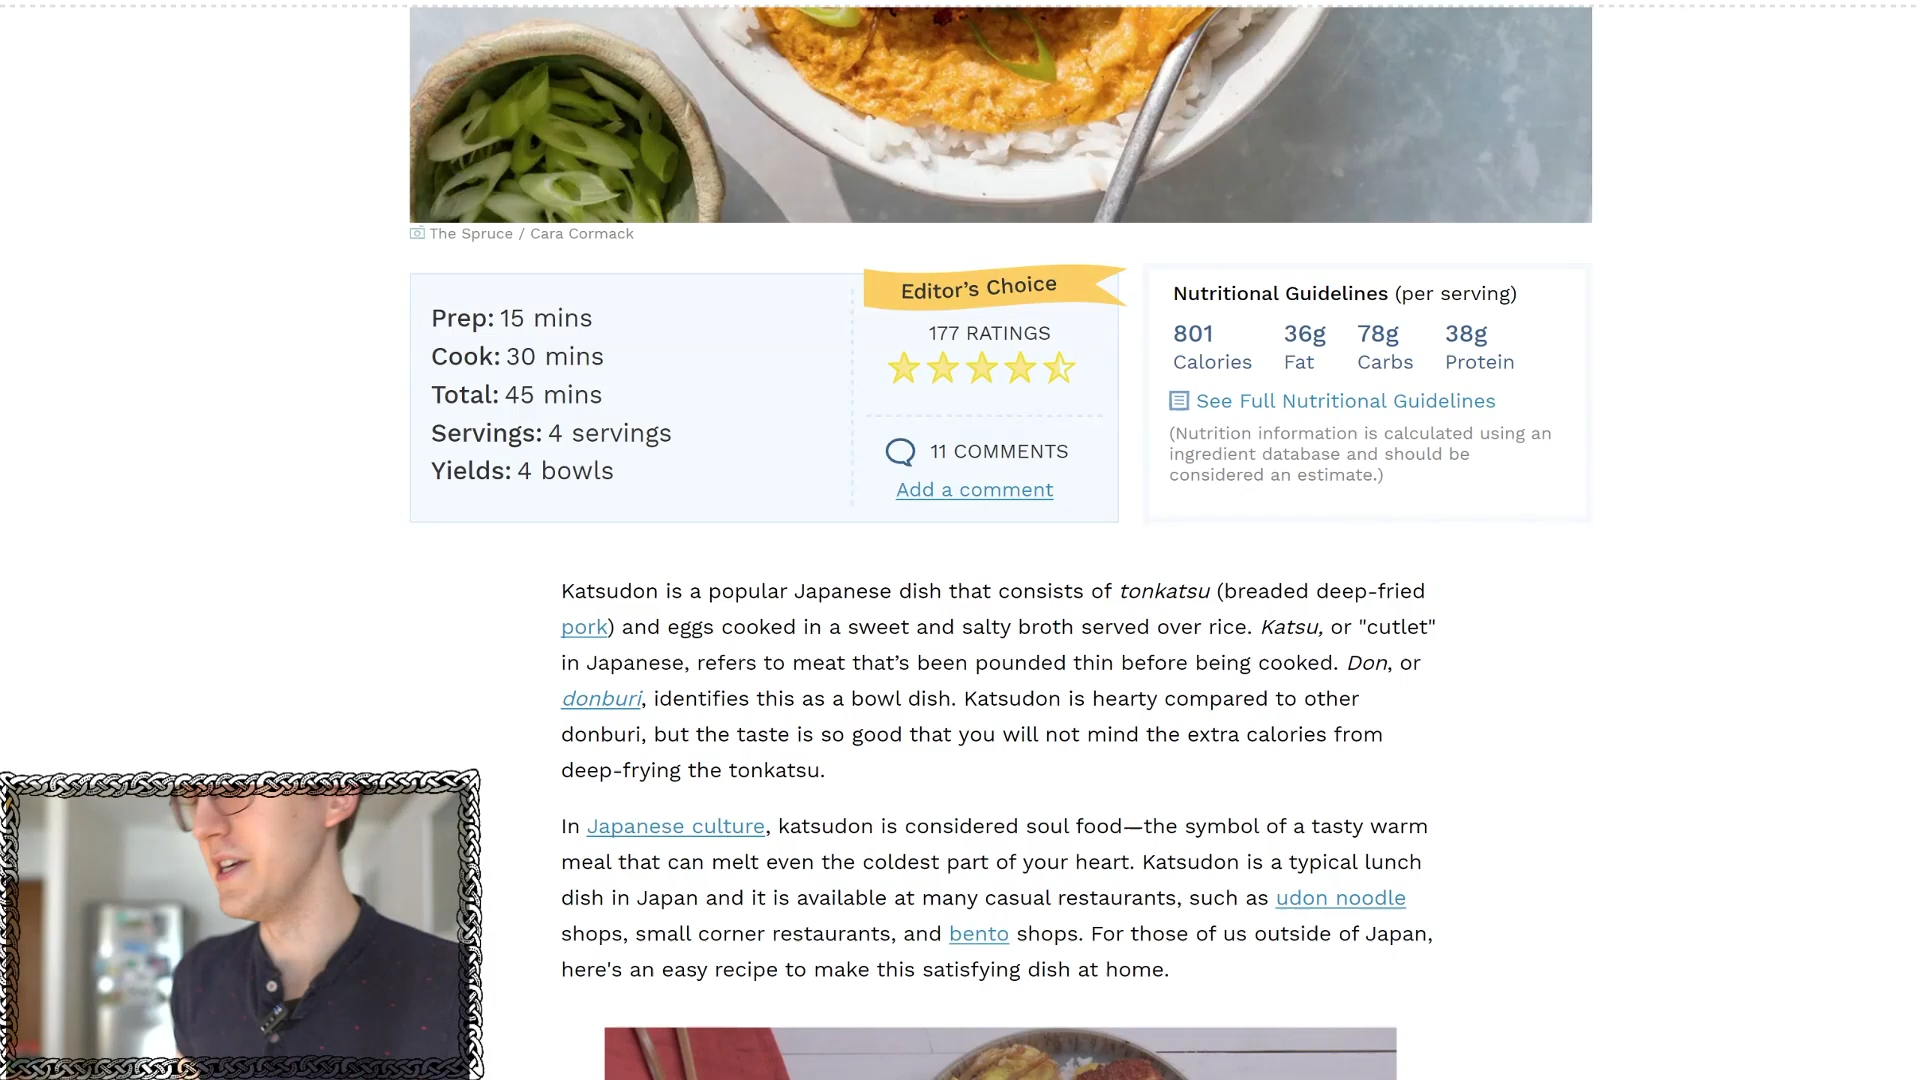 The Spruce / Cara Cormack
Prep: 15 mins
Cook: 30 mins
Total: 45 mins
Servings: 4 servings
Yields: 4 bowls
Editor’s Choice
177 RATINGS
11 COMMENTS
Add a comment
Nutritional Guidelines (per serving)
801 36g 78g 38g
Calories Fat Carbs Protein
See Full Nutritional Guidelines
(Nutrition information is calculated using an
ingredient database and should be
considered an estimate.)
Katsudon is a popular Japanese dish that consists of tonkatsu (breaded deep-fried
pork) and eggs cooked in a sweet and salty broth served over rice. Katsu, or "cutlet"
in Japanese, refers to meat that’s been pounded thin before being cooked. Don, or
donburi, identifies this as a bowl dish. Katsudon is hearty compared to other
donburi, but the taste is so good that you will not mind the extra calories from
deep-frying the tonkatsu.
In Japanese culture, katsudon is considered soul food—the symbol of a tasty warm
meal that can melt even the coldest part of your heart. Katsudon is a typical lunch
dish in Japan and it is available at many casual restaurants, such as udon noodle
shops, small corner restaurants, and bento shops. For those of us outside of Japan,
here's an easy recipe to make this satisfying dish at home.